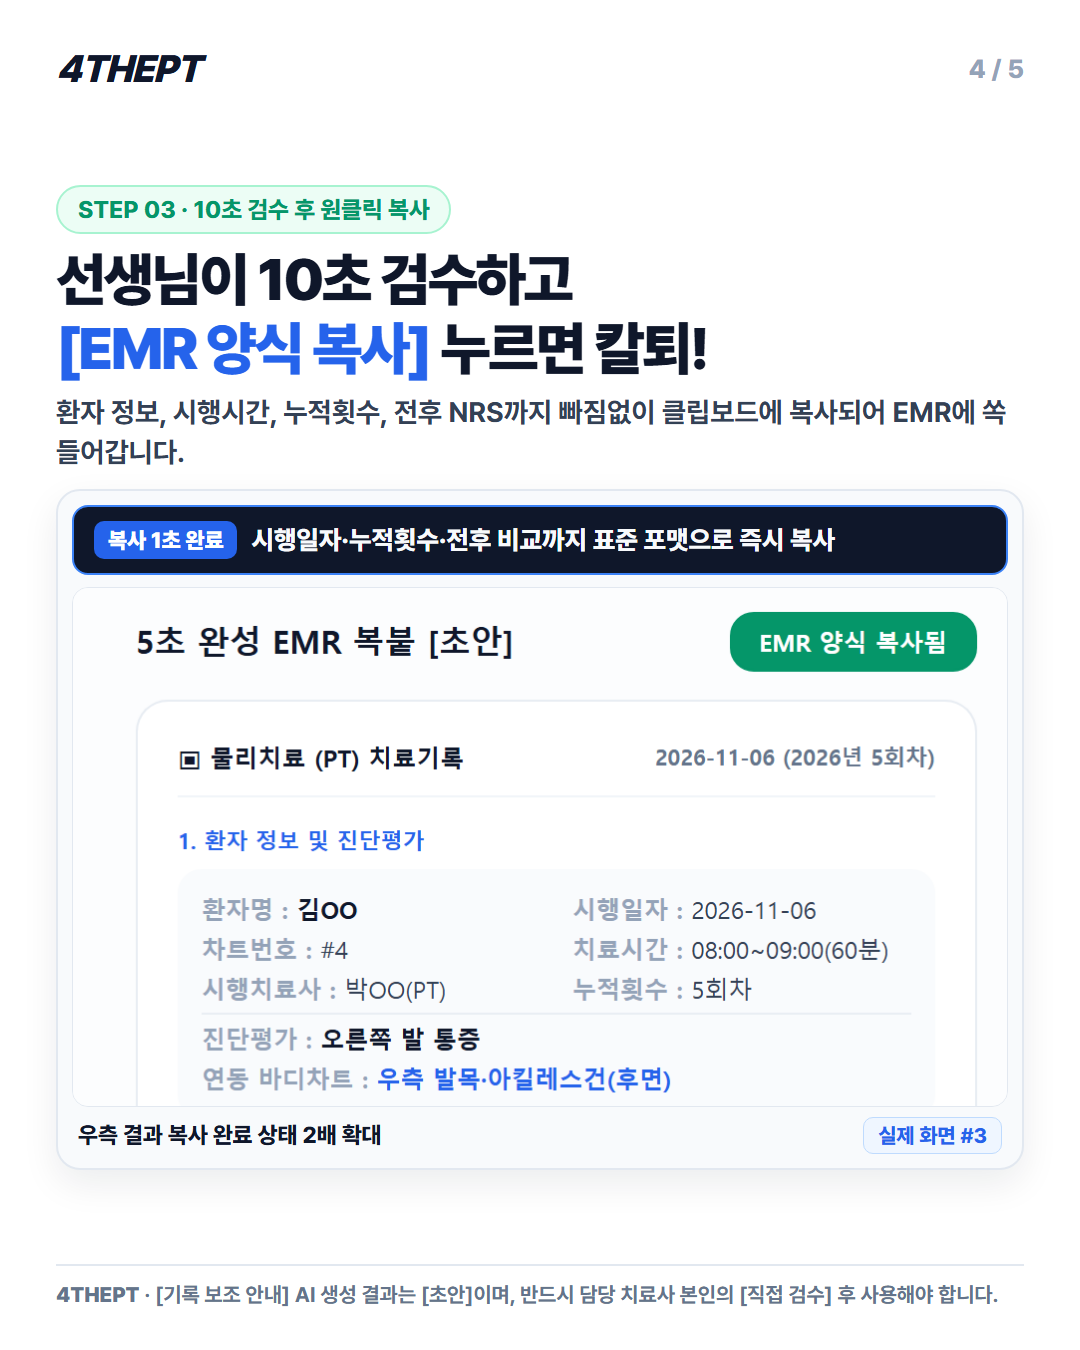 4THEPT
4 / 5
STEP 03 · 10초 검수 후 원클릭 복사
선생님이 10초 검수하고
[EMR 양식 복사] 누르면 칼퇴!
환자 정보, 시행시간, 누적횟수, 전후 NRS까지 빠짐없이 클립보드에 복사되어 EMR에 쏙
들어갑니다.
복사 1초 완료 시행일자·누적횟수·전후 비교까지 표준 포맷으로 즉시 복사
5초 완성 EMR 복붙 [초안]
EMR 양식 복사됨
▣ 물리치료 (PT) 치료기록
2026-11-06 (2026년 5회차)
1. 환자 정보 및 진단평가
환자명 : 김OO
시행일자 : 2026-11-06
차트번호 : #4
치료시간 : 08:00~09:00(60분)
시행치료사 : 박OO(PT)
누적횟수 : 5회차
진단평가 : 오른쪽 발 통증
연동 바디차트 : 우측 발목·아킬레스건(후면)
우측 결과 복사 완료 상태 2배 확대
실제 화면 #3
4THEPT · [기록 보조 안내] AI 생성 결과는 [초안]이며, 반드시 담당 치료사 본인의 [직접 검수] 후 사용해야 합니다.